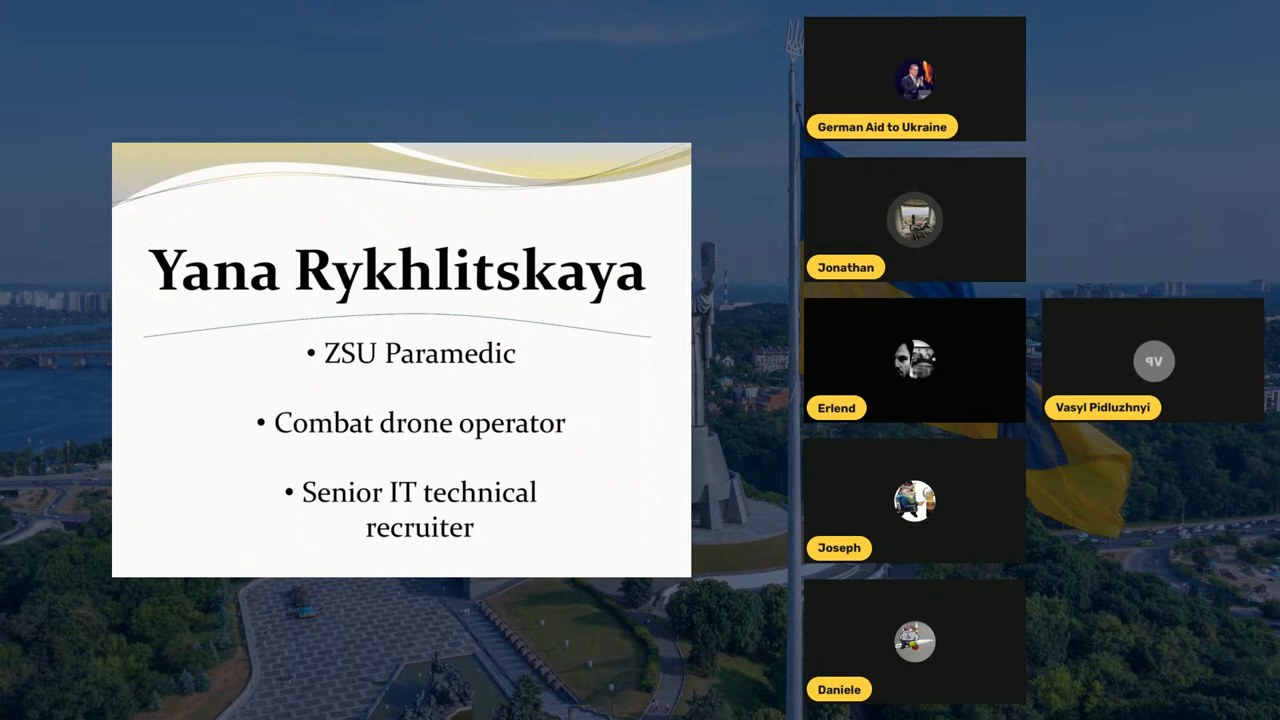 Yana Rykhlitskaya
• ZSU Paramedic
• Combat drone operator
• Senior IT technical
recruiter
German Aid to Ukraine
Jonathan
Erlend
VP
Vasyl Pidluzhnyi
Joseph
Daniele